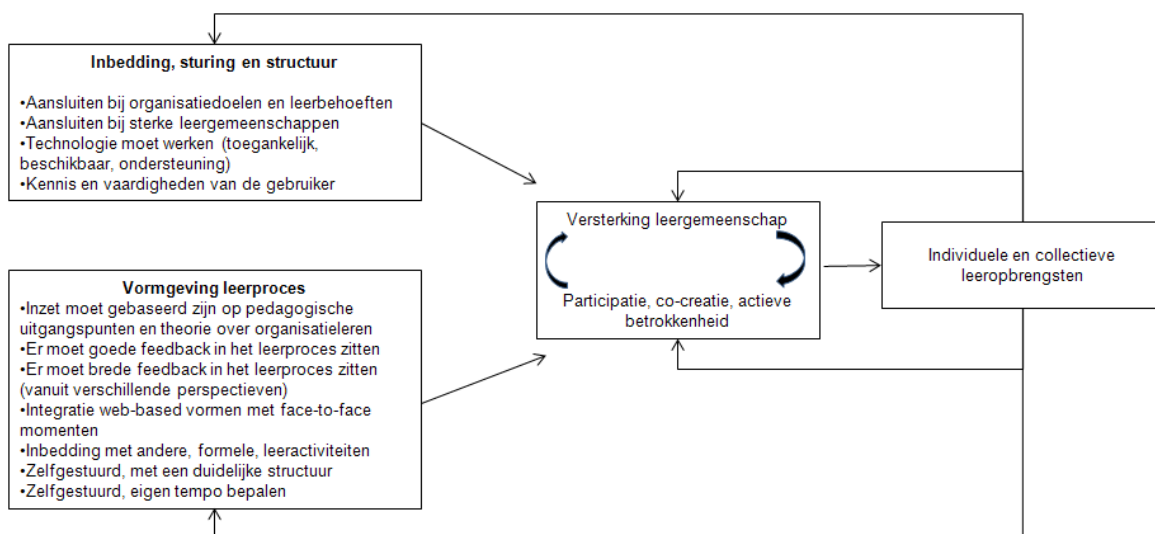 Inbedding, sturing en structuur
•Aansluiten bij organisatiedoelen en leerbehoeften
•Aansluiten bij sterke leergemeenschappen
•Technologie moet werken (toegankelijk,
beschikbaar, ondersteuning)
•Kennis en vaardigheden van de gebruiker
Vormgeving leerproces
•Inzet moet gebaseerd zijn op pedagogische
uitgangspunten en theorie over organisatieleren
•Er moet goede feedback in het leerproces zitten
•Er moet brede feedback in het leerproces zitten
(vanuit verschillende perspectieven)
•Integratie web-based vormen met face-to-face
momenten
•Inbedding met andere, formele, leeractiviteiten
•Zelfgestuurd, met een duidelijke structuur
•Zelfgestuurd, eigen tempo bepalen
Versterking leergemeenschap
Participatie, co-creatie, actieve
betrokkenheid
Individuele en collectieve
leeropbrengsten